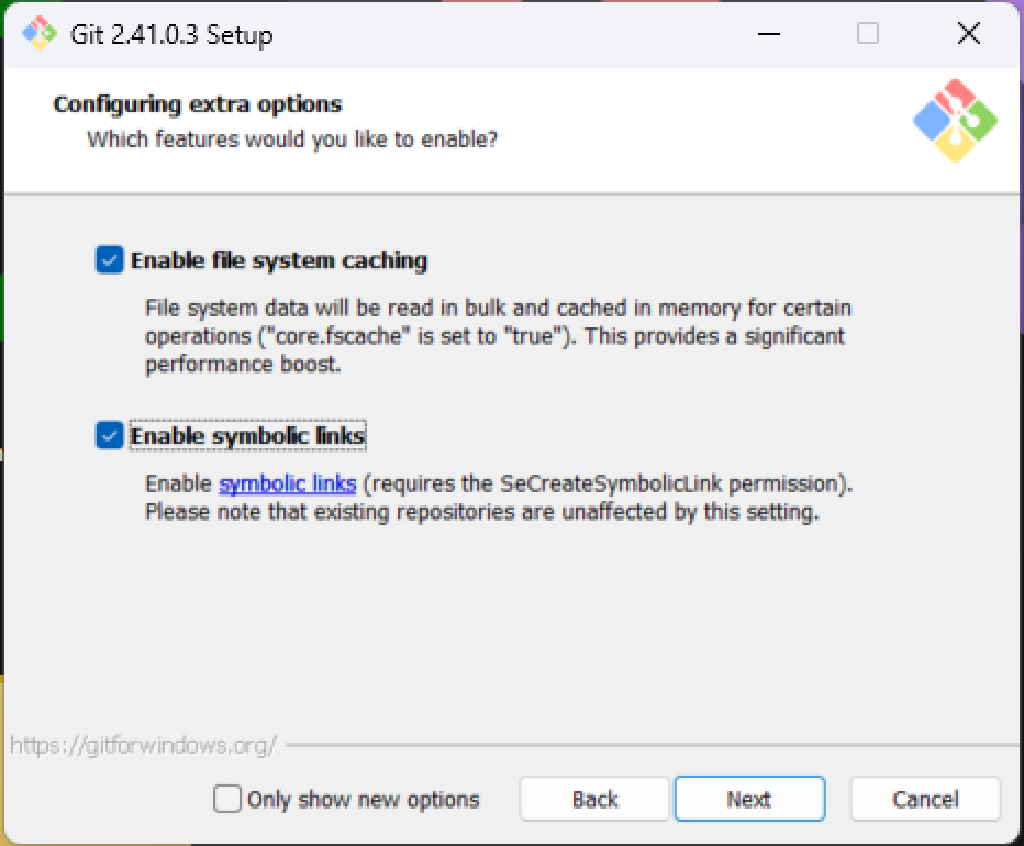 Git 2.41.0.3 Setup
Configuring extra options
Which features would you like to enable?
Enable file system caching
File system data will be read in bulk and cached in memory for certain
operations ("core.fscache" is set to "true"). This provides a significant
performance boost.
Enable symbolic links
Enable symbolic links (requires the SeCreateSymbolicLink permission).
Please note that existing repositories are unaffected by this setting.
https://gitforwindows.org/
Only show new options
Back
Next
Cancel